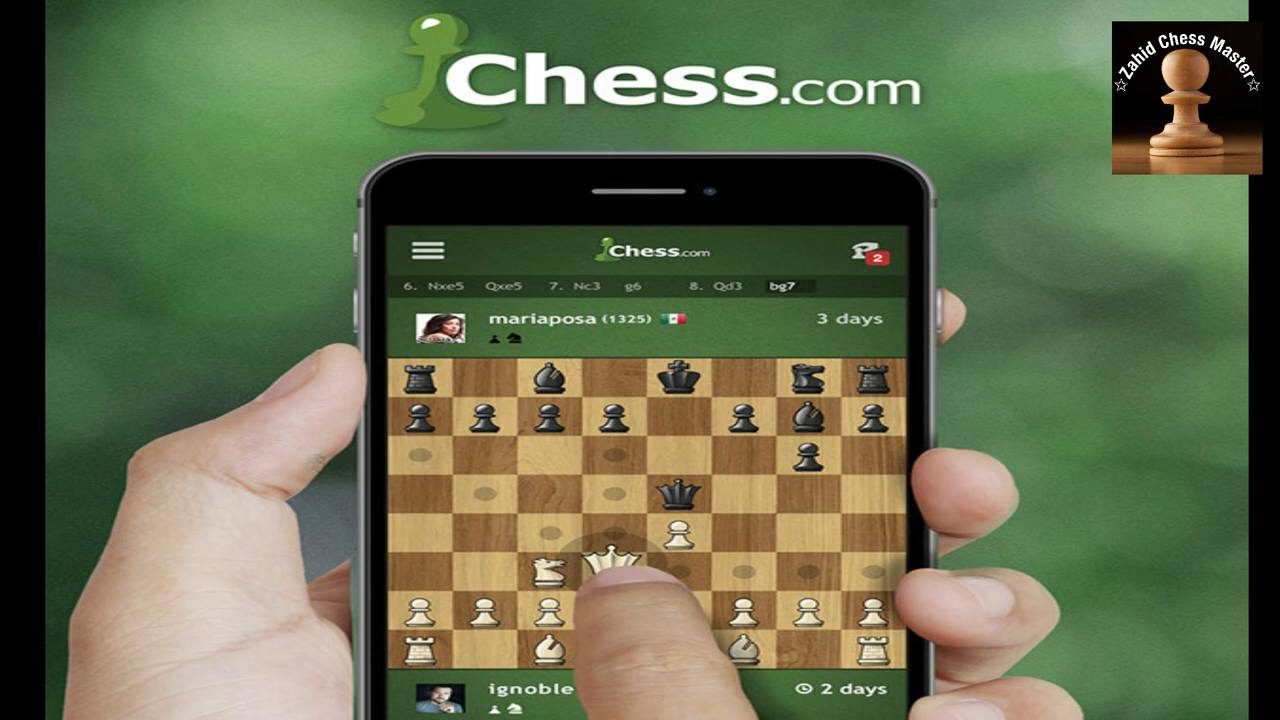 Chess.com
☆Zahid Chess Master☆
Chess.com
2
6. Nxe5 Qxe5 7. Nc3 g6 8. Qd3 bg7
mariaposa (1325)
3 days
ignoble
2 days